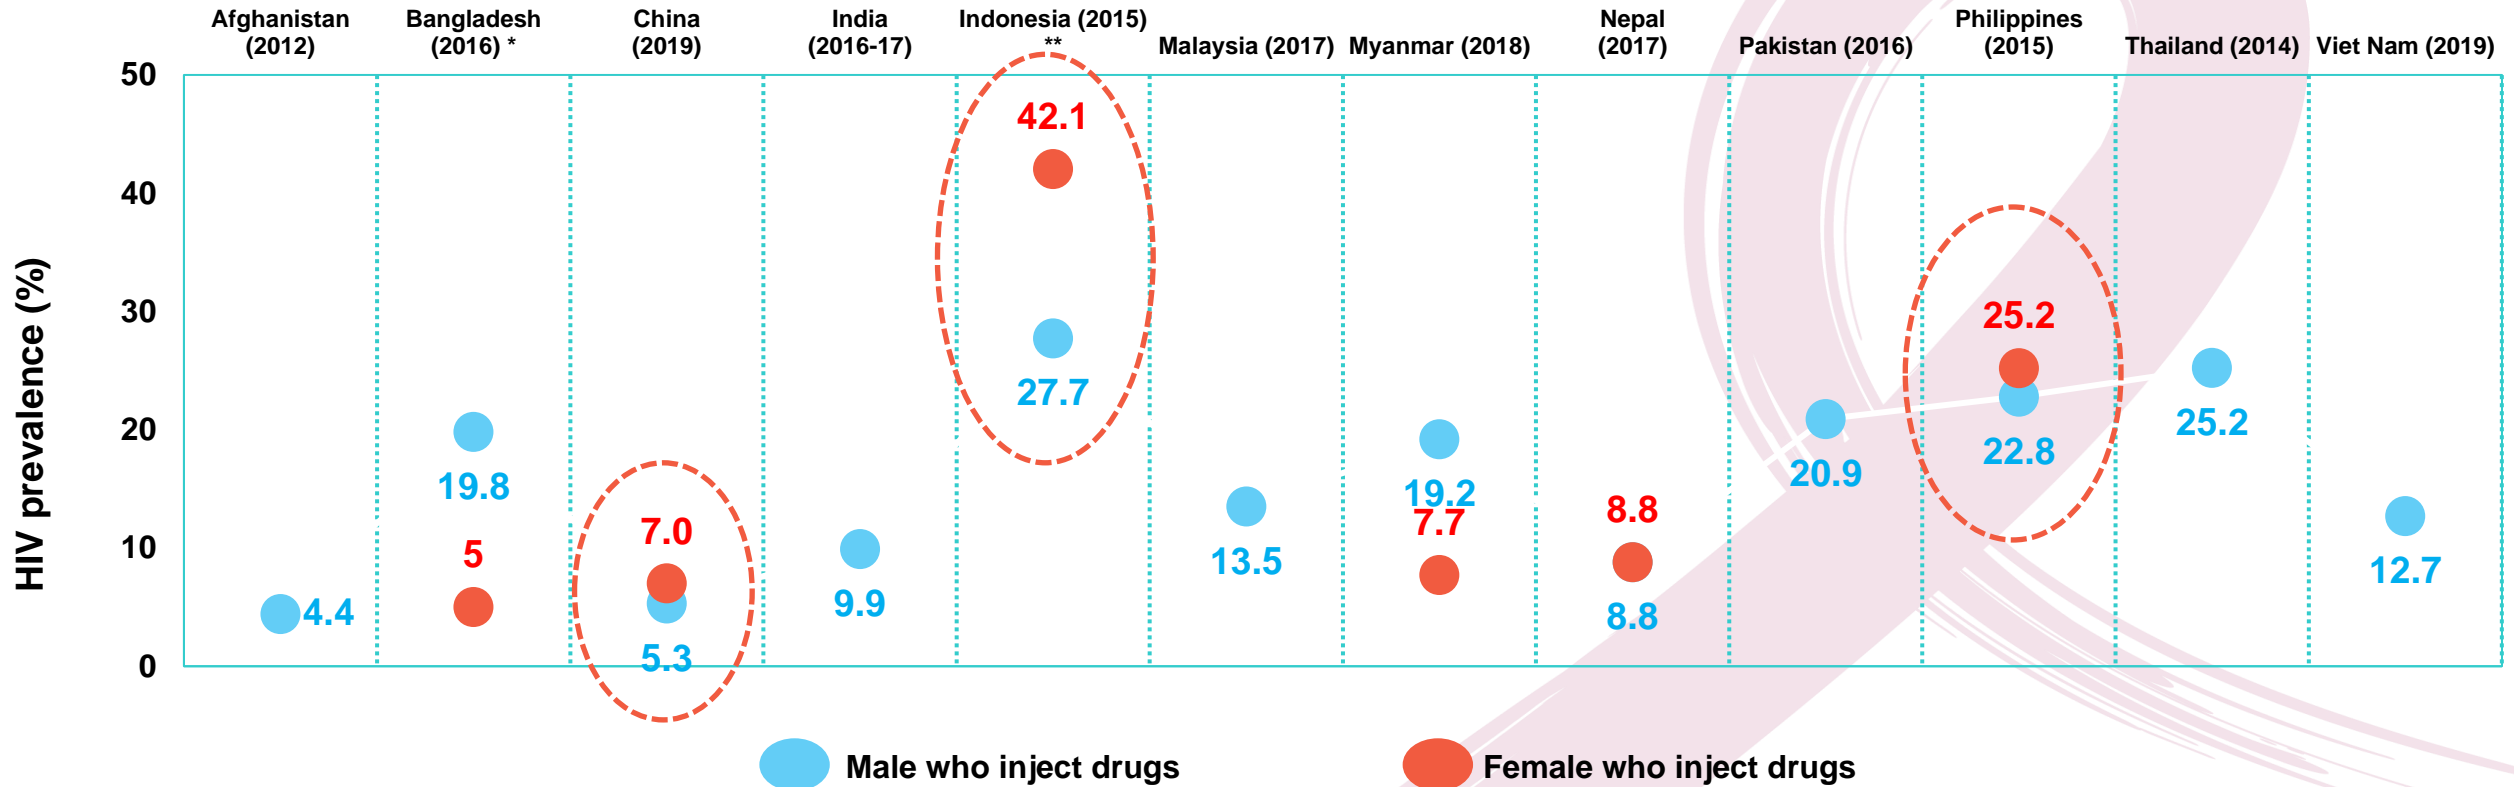 Afghanistan
(2012)
Bangladesh
(2016) *
China
(2019)
India
(2016-17)
Indonesia (2015)
**
Malaysia (2017)
Myanmar (2018)
Nepal
(2017)
Pakistan (2016)
Philippines
(2015)
Thailand (2014)
Viet Nam (2019)
HIV prevalence (%)
50
40
30
20
10
0
4.4
19.8
5
7.0
5.3
9.9
42.1
27.7
13.5
19.2
7.7
8.8
8.8
20.9
25.2
22.8
25.2
12.7
Male who inject drugs
Female who inject drugs